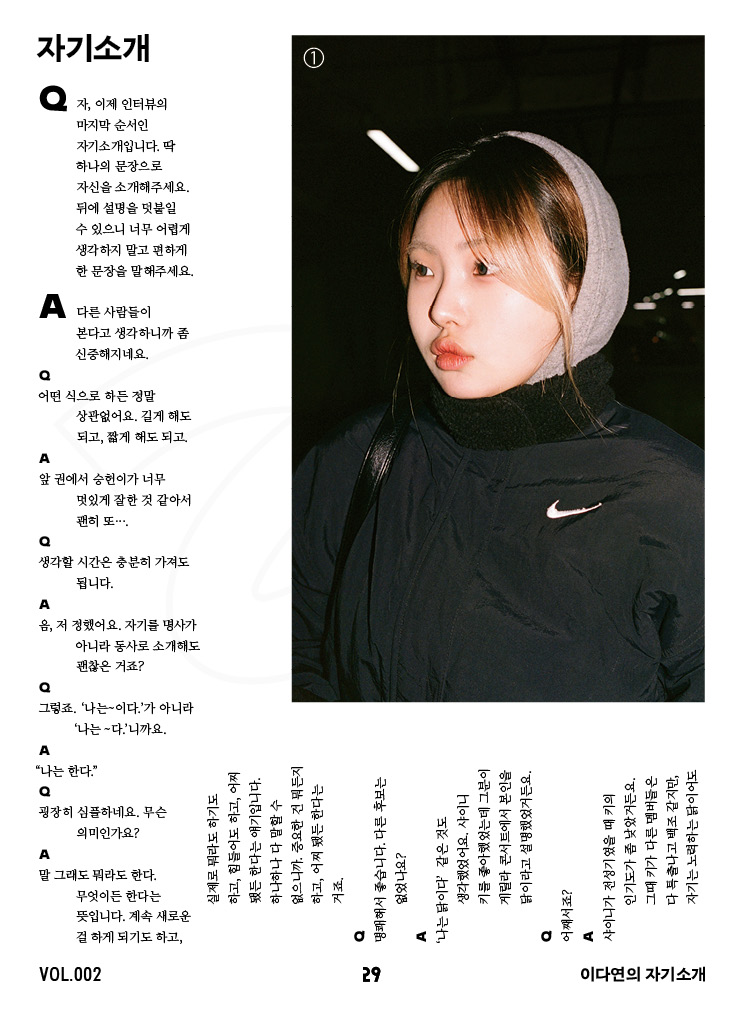 자기소개
①
Q
자, 이제 인터뷰의
마지막 순서인
자기소개입니다. 딱
하나의 문장으로
자신을 소개해주세요.
뒤에 설명을 덧붙일
수 있으니 너무 어렵게
생각하지 말고 편하게
한 문장을 말해주세요.
A
다른 사람들이
본다고 생각하니까 좀
신중해지네요.
Q
어떤 식으로 하든 정말
상관없어요. 길게 해도
되고, 짧게 해도 되고.
A
앞 권에서 승헌이가 너무
멋있게 잘한 것 같아서
괜히 또….
Q
생각할 시간은 충분히 가져도
됩니다.
A
음, 저 정했어요. 자기를 명사가
아니라 동사로 소개해도
괜찮은 거죠?
Q
그렇죠. ‘나는~이다.’가 아니라
‘나는 ~다.’니까요.
A
“나는 한다.”
Q
굉장히 심플하네요. 무슨
의미인가요?
A
말 그래도 뭐라도 한다.
무엇이든 한다는
뜻입니다. 계속 새로운
걸 하게 되기도 하고,
실제로 뭐라도 하기도
하고, 힘들어도 하고, 어찌
됐든 한다는 얘기입니다.
하나하나 다 말할 수
없으니까. 중요한 건 뭐든지
하고, 어찌 됐든 한다는
거죠.
Q
명쾌해서 좋습니다. 다른 후보는
없었나요?
A
‘나는 닭이다’ 같은 것도
생각했었어요. 샤이니
키를 좋아했었는데 그분이
게릴라 콘서트에서 본인을
닭이라고 설명했었거든요.
Q
어째서죠?
A
샤이니가 전성기였을 때 키의
인기도가 좀 낮았거든요.
그때 키가 다른 멤버들은
다 특출나고 백조 같지만,
자기는 노력하는 닭이어도
VOL.002
29
이다연의 자기소개